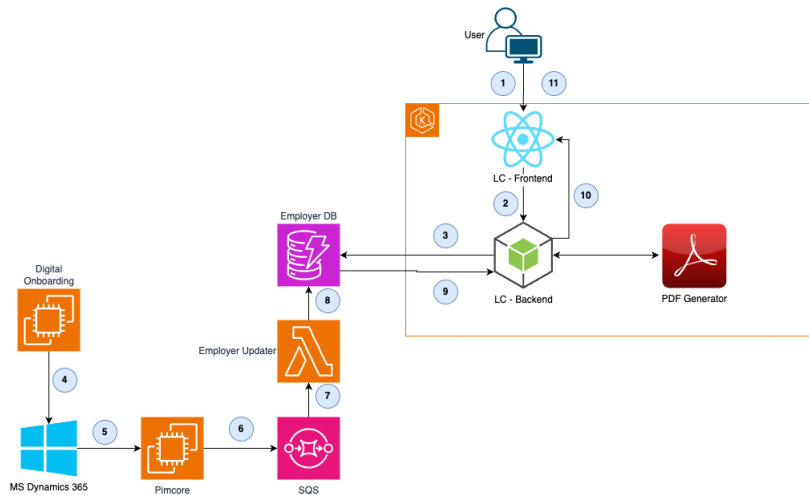 User
1
11
K
LC - Frontend
2
10
Employer DB
3
Digital
Onboarding
9
LC - Backend
PDF Generator
8
Employer Updater
4
7
5
6
MS Dynamics 365
Pimcore
SQS